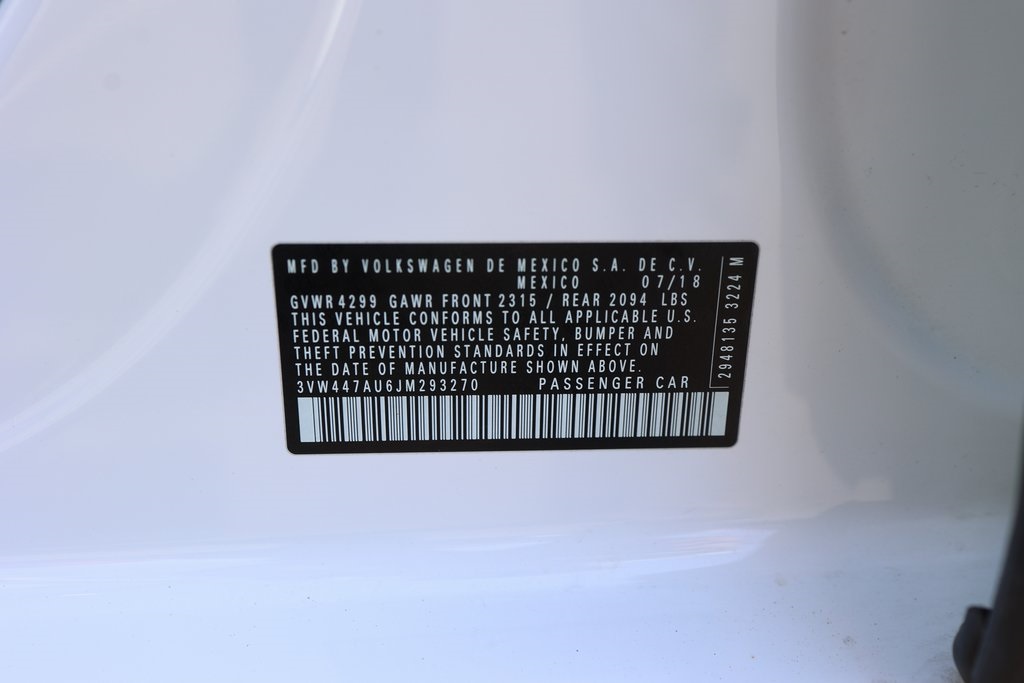 MFD BY VOLKSWAGEN DE MEXICO S.A. DE C.V.
MEXICO 07/18
GVWR 4299 GAWR FRONT 2315 / REAR 2094 LBS
THIS VEHICLE CONFORMS TO ALL APPLICABLE U.S.
FEDERAL MOTOR VEHICLE SAFETY, BUMPER AND
THEFT PREVENTION STANDARDS IN EFFECT ON
THE DATE OF MANUFACTURE SHOWN ABOVE.
3VW447AU6JM293270 PASSENGER CAR
2948135 3224 M